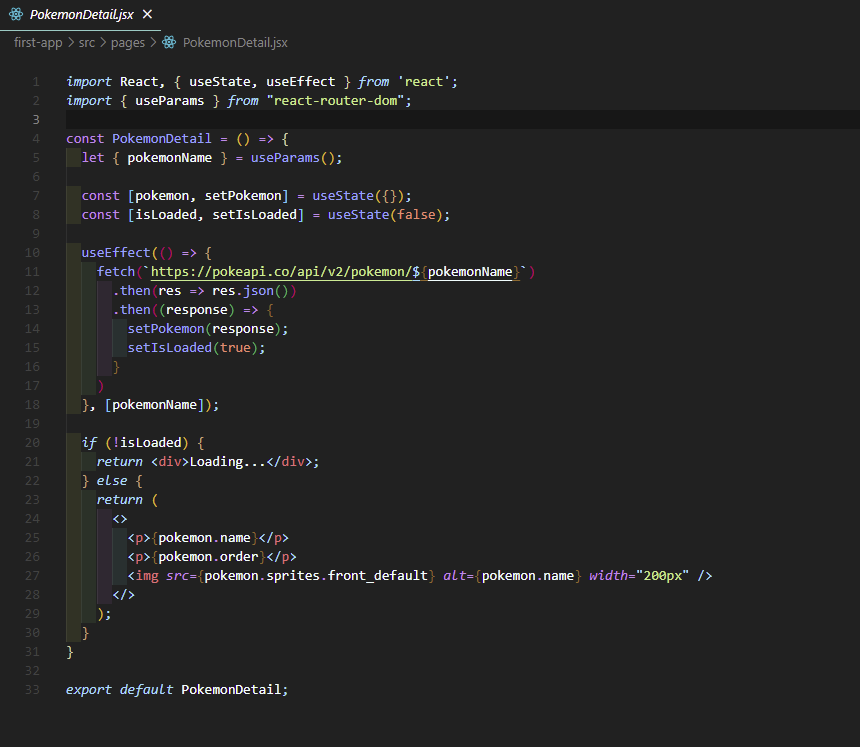 PokemonDetail.jsx
first-app > src > pages > PokemonDetail.jsx
1 import React, { useState, useEffect } from 'react';
2 import { useParams } from "react-router-dom";
3
4 const PokemonDetail = () => {
5   let { pokemonName } = useParams();
6
7   const [pokemon, setPokemon] = useState({});
8   const [isLoaded, setIsLoaded] = useState(false);
9
10   useEffect(() => {
11     fetch(`https://pokeapi.co/api/v2/pokemon/${pokemonName}`)
12       .then(res => res.json())
13       .then((response) => {
14         setPokemon(response);
15         setIsLoaded(true);
16       }
17     )
18   }, [pokemonName]);
19
20   if (!isLoaded) {
21     return <div>Loading...</div>;
22   } else {
23     return (
24       <>
25         <p>{pokemon.name}</p>
26         <p>{pokemon.order}</p>
27         <img src={pokemon.sprites.front_default} alt={pokemon.name} width="200px" />
28       </>
29     );
30   }
31 }
32
33 export default PokemonDetail;